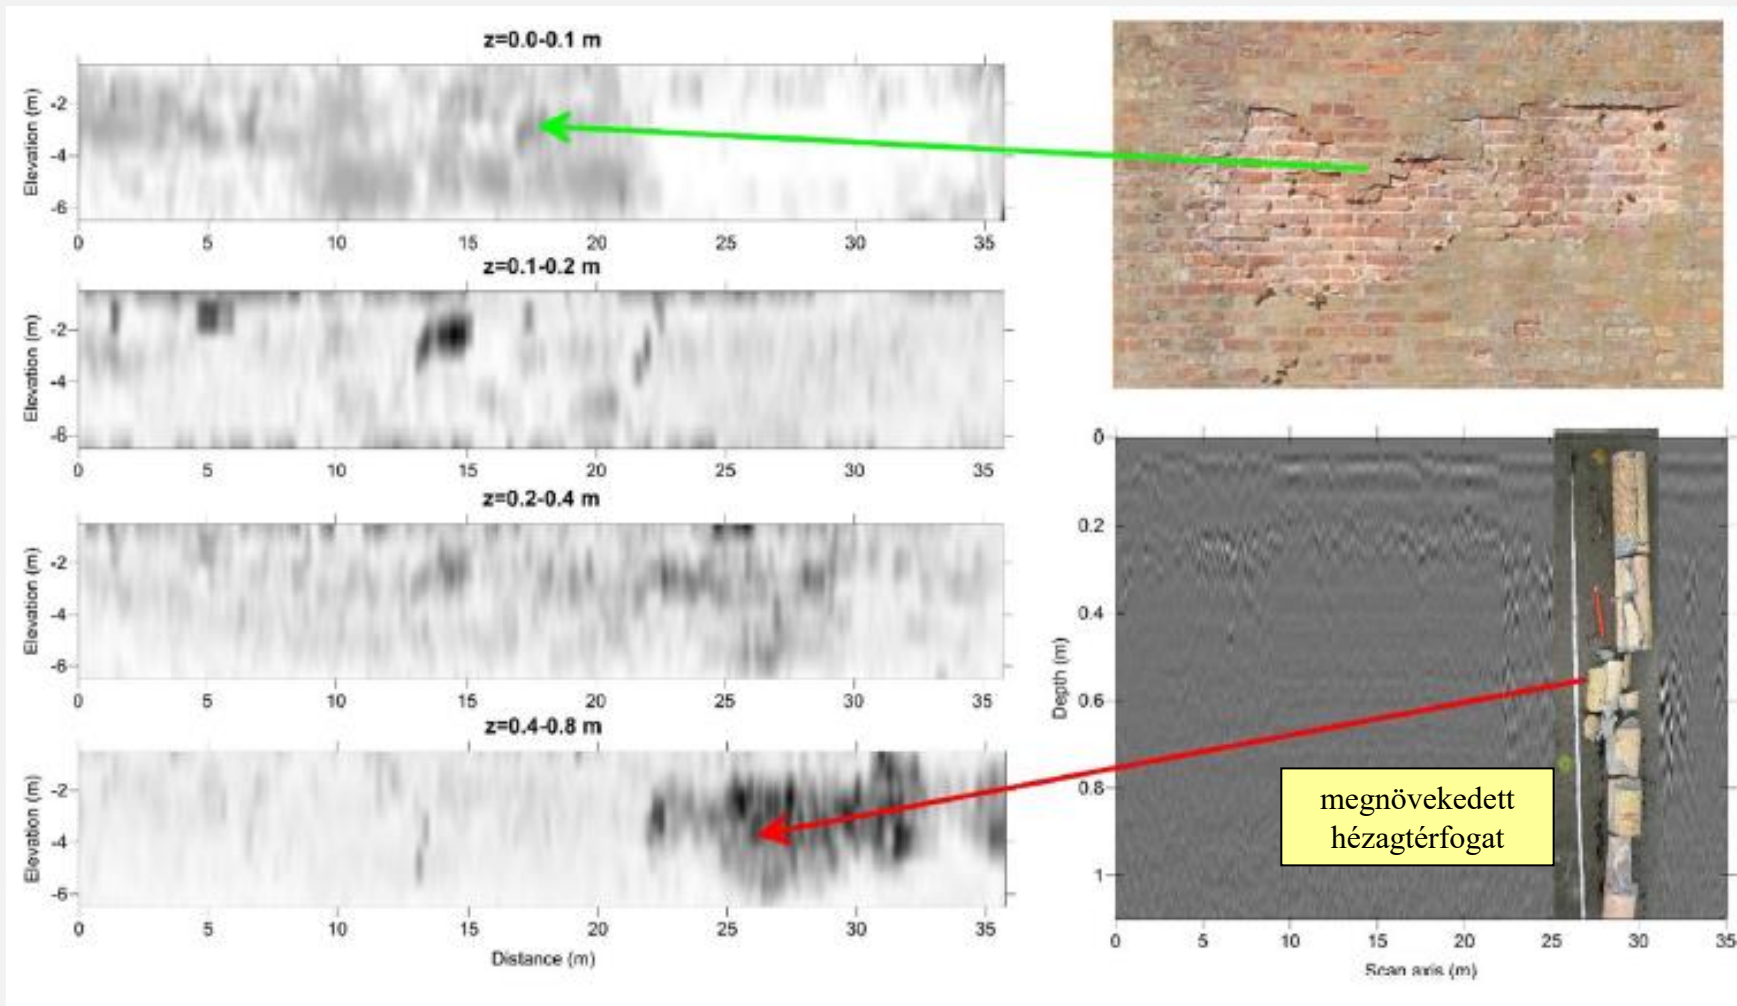 z=0.0-0.1 m
Elevation (m)
-2
-4
-6
0 5 10 15 20 25 30 35
z=0.1-0.2 m
Elevation (m)
-2
-4
-6
0 5 10 15 20 25 30 35
z=0.2-0.4 m
Elevation (m)
-2
-4
-6
0 5 10 15 20 25 30 35
z=0.4-0.8 m
Elevation (m)
-2
-4
-6
0 5 10 15 20 25 30 35
Distance (m)
0
0.2
0.4
0.6
0.8
1
Depth (m)
megnövekedett
hézagtérfogat
0 5 10 15 20 25 30 35
Scan axis (m)